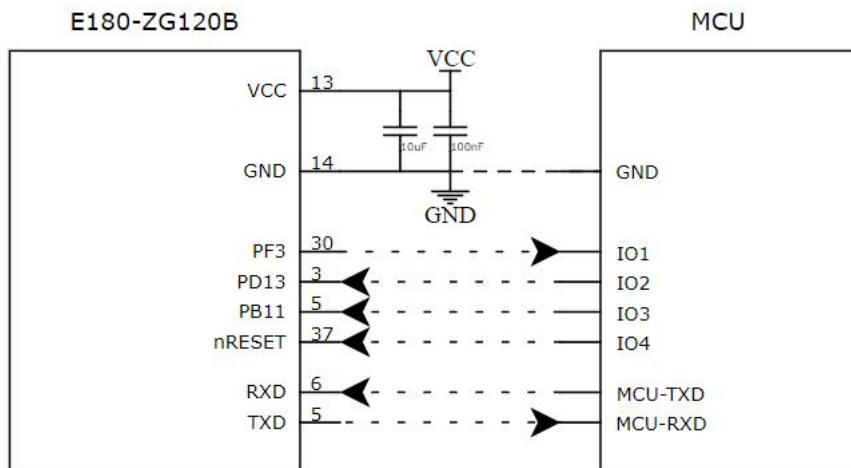 E180-ZG120B MCU
VCC
VCC 13
10uF 100nF
GND 14 GND
GND
PF3 30 IO1
PD13 3 IO2
PB11 5 IO3
nRESET 37 IO4
RXD 6 MCU-TXD
TXD 5 MCU-RXD